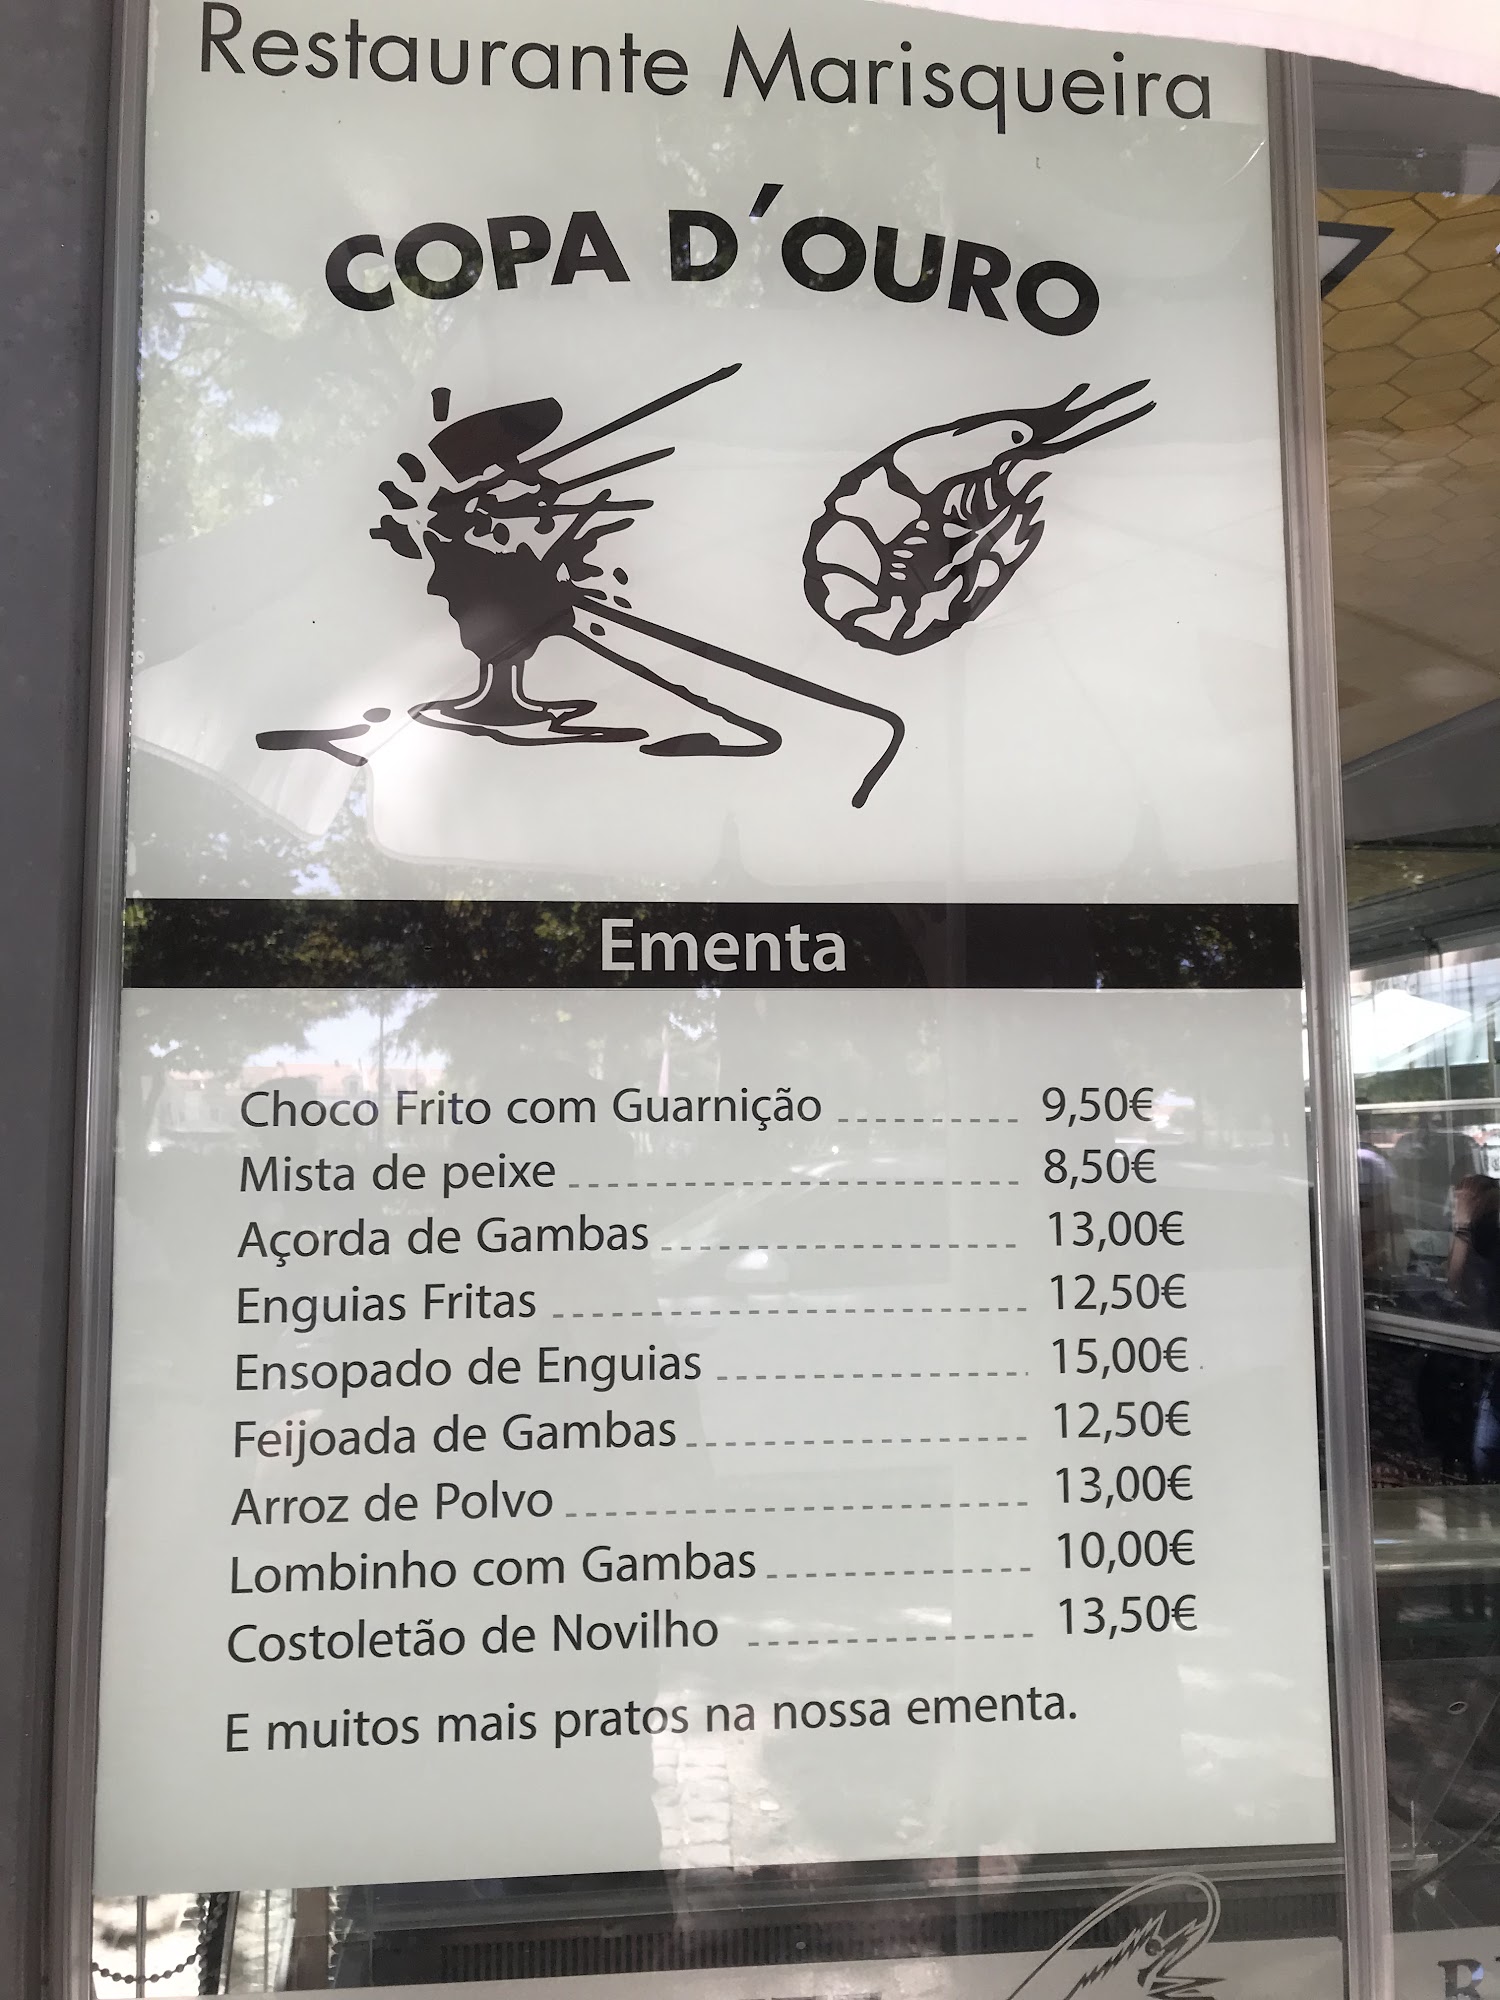 Restaurante Marisqueira
COPA D'OURO
Ementa
Choco Frito com Guarnição 9,50€
Mista de peixe 8,50€
Açorda de Gambas 13,00€
Enguias Fritas 12,50€
Ensopado de Enguias 15,00€
Feijoada de Gambas 12,50€
Arroz de Polvo 13,00€
Lombinho com Gambas 10,00€
Costoletão de Novilho 13,50€
E muitos mais pratos na nossa ementa.